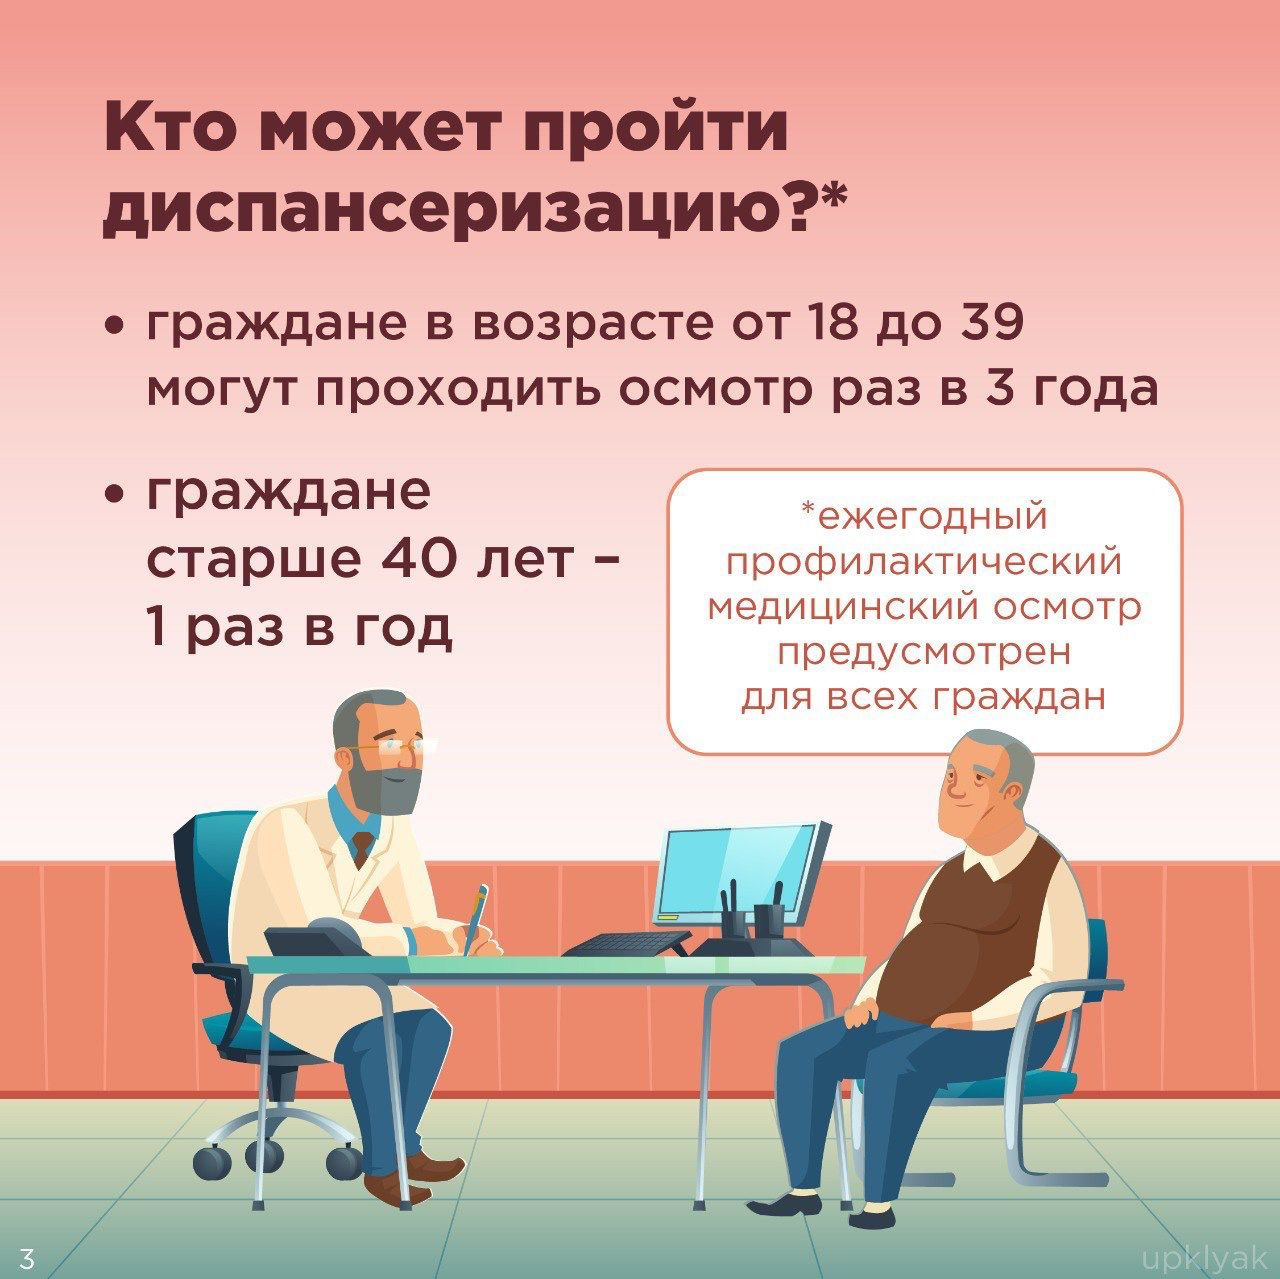 Кто может пройти
диспансеризацию?*
• граждане в возрасте от 18 до 39
могут проходить осмотр раз в 3 года
• граждане
старше 40 лет –
1 раз в год
*ежегодный
профилактический
медицинский осмотр
предусмотрен
для всех граждан
3
upklyak